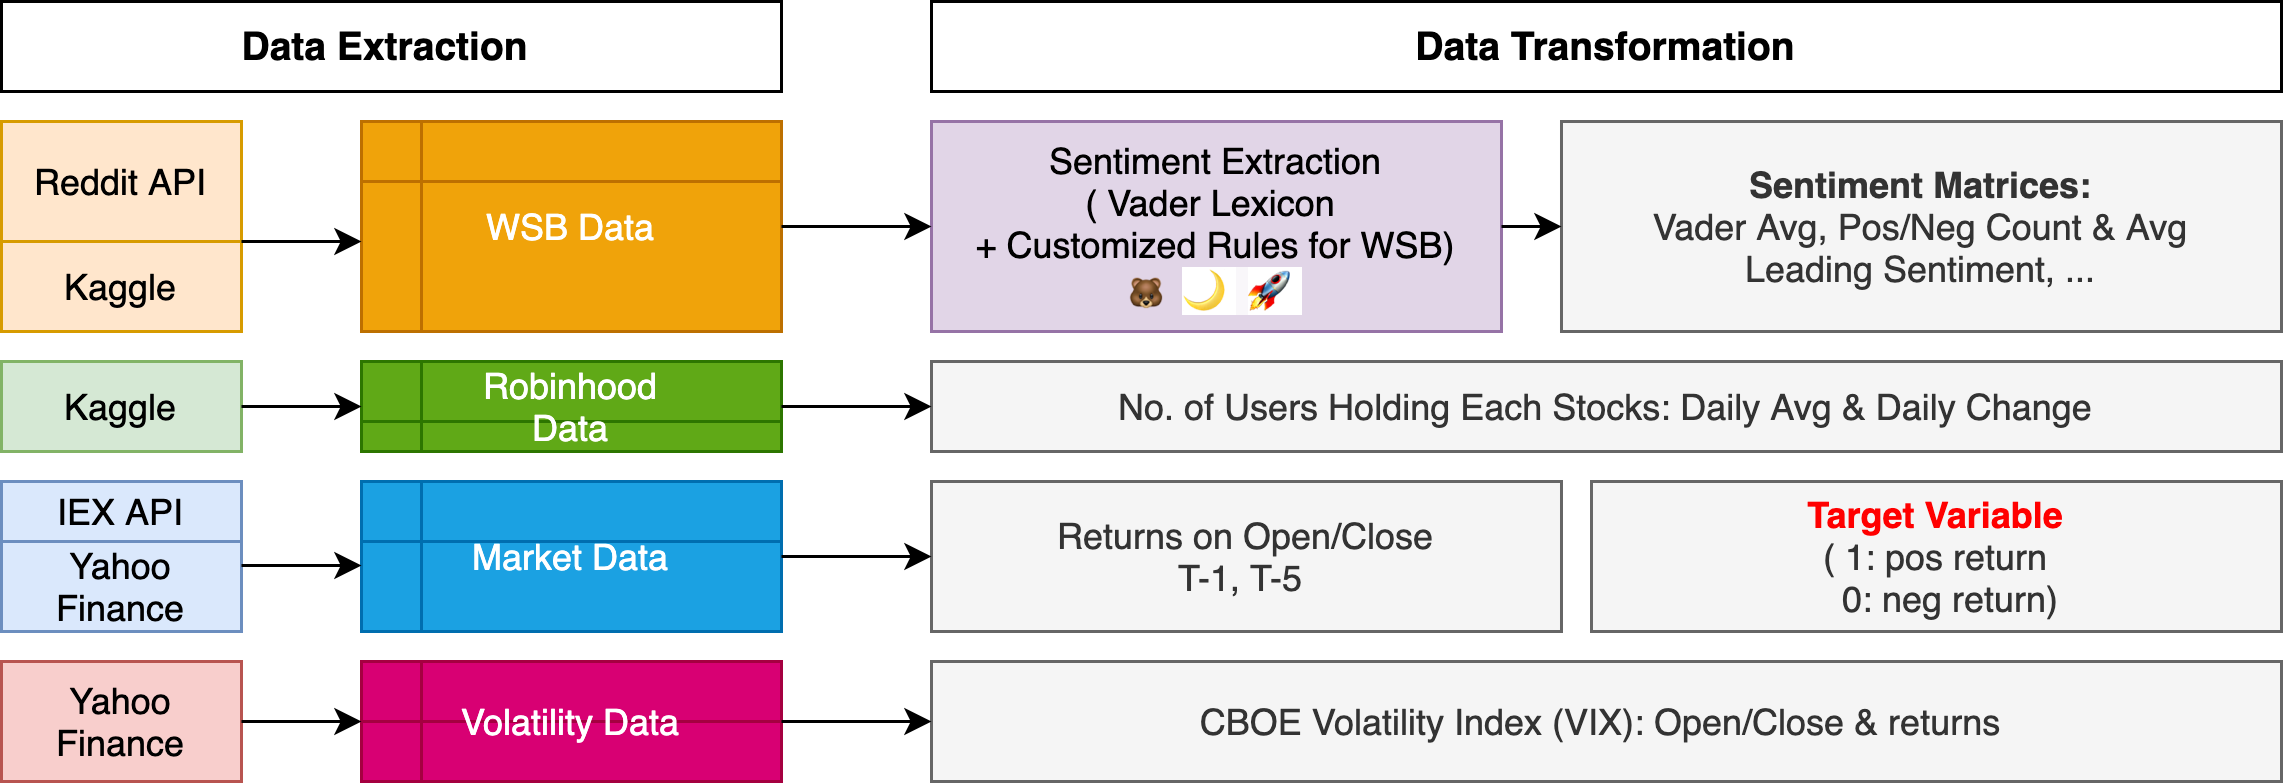 Data Extraction
Data Transformation
Reddit API
Kaggle
WSB Data
Sentiment Extraction
( Vader Lexicon
+ Customized Rules for WSB)
Sentiment Matrices:
Vader Avg, Pos/Neg Count & Avg
Leading Sentiment, ...
Kaggle
Robinhood
Data
No. of Users Holding Each Stocks: Daily Avg & Daily Change
IEX API
Yahoo
Finance
Market Data
Returns on Open/Close
T-1, T-5
Target Variable
( 1: pos return
0: neg return)
Yahoo
Finance
Volatility Data
CBOE Volatility Index (VIX): Open/Close & returns